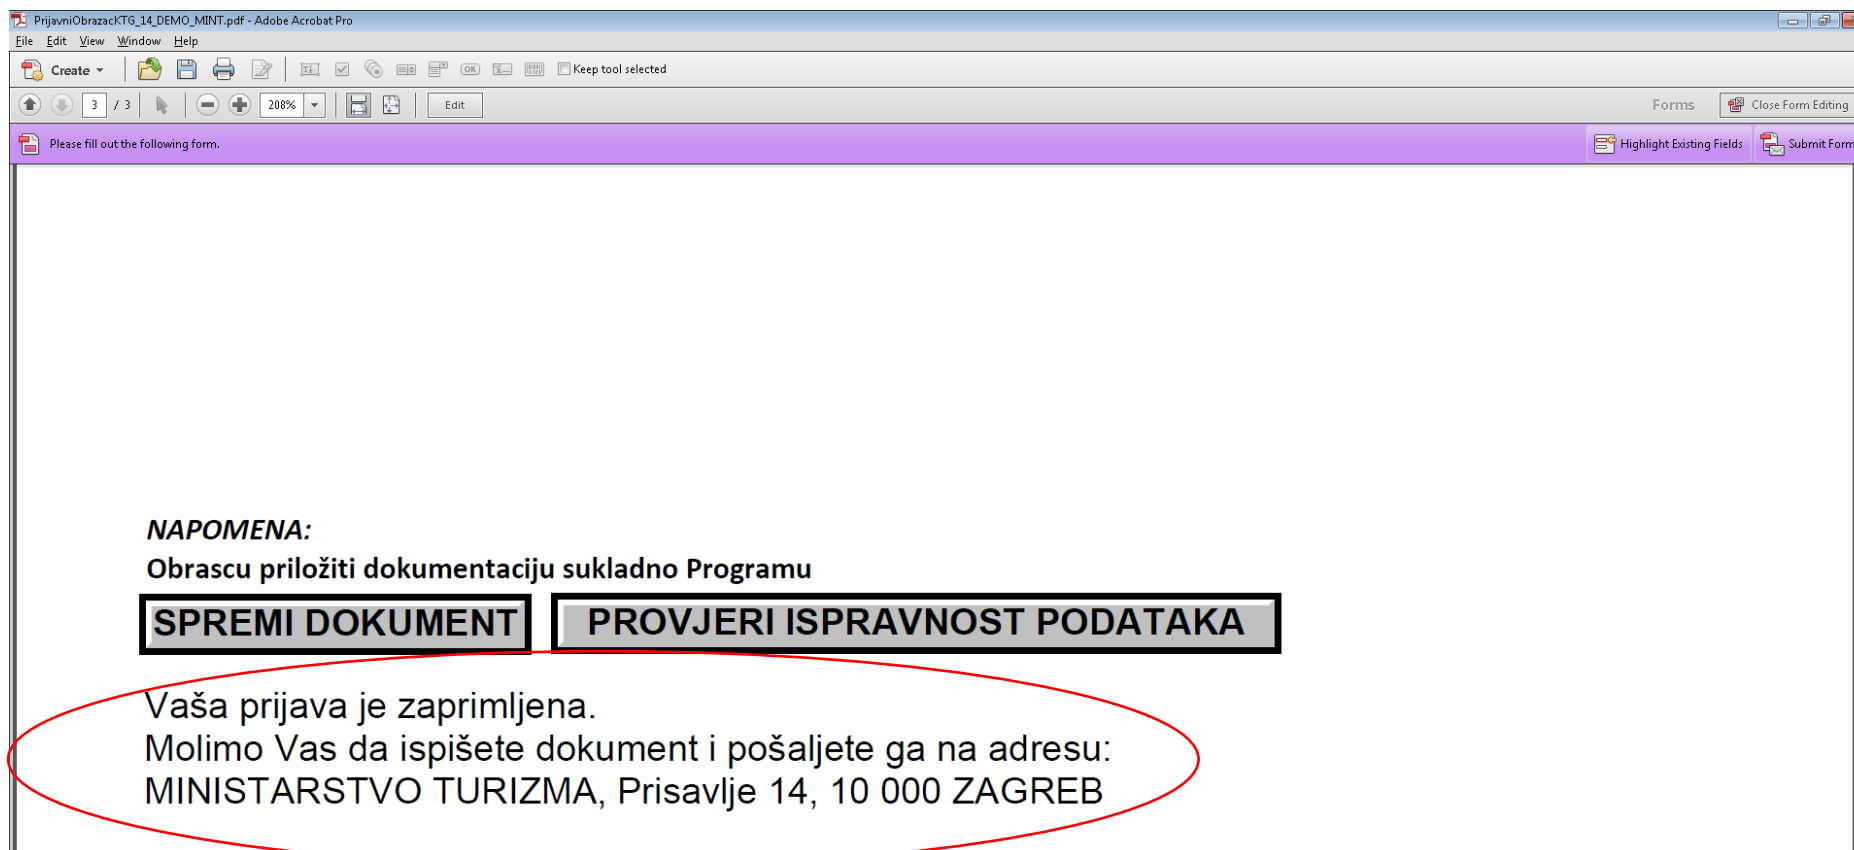 PrijavniObrazacKTG_14_DEMO_MINT.pdf - Adobe Acrobat Pro
File Edit View Window Help
Create Keep tool selected
3 / 3 208% Edit Forms Close Form Editing
Please fill out the following form. Highlight Existing Fields Submit Form
NAPOMENA:
Obrascu priložiti dokumentaciju sukladno Programu
SPREMI DOKUMENT PROVJERI ISPRAVNOST PODATAKA
Vaša prijava je zaprimljena.
Molimo Vas da ispišete dokument i pošaljete ga na adresu:
MINISTARSTVO TURIZMA, Prisavlje 14, 10 000 ZAGREB